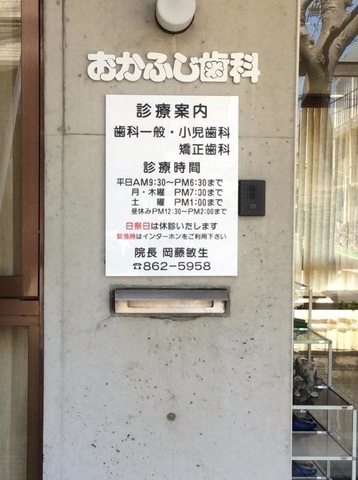 おかふじ歯科
診療案内
歯科一般・小児歯科
矯正歯科
診療時間
平日AM9:30～PM6:30まで
月・木曜 PM7:30まで
土 曜 PM1:00まで
昼休みPM12:30～PM2:00まで
日祭日は休診いたします
緊急時はインターホンをご利用下さい
院長 岡藤敏生
☎862-5958